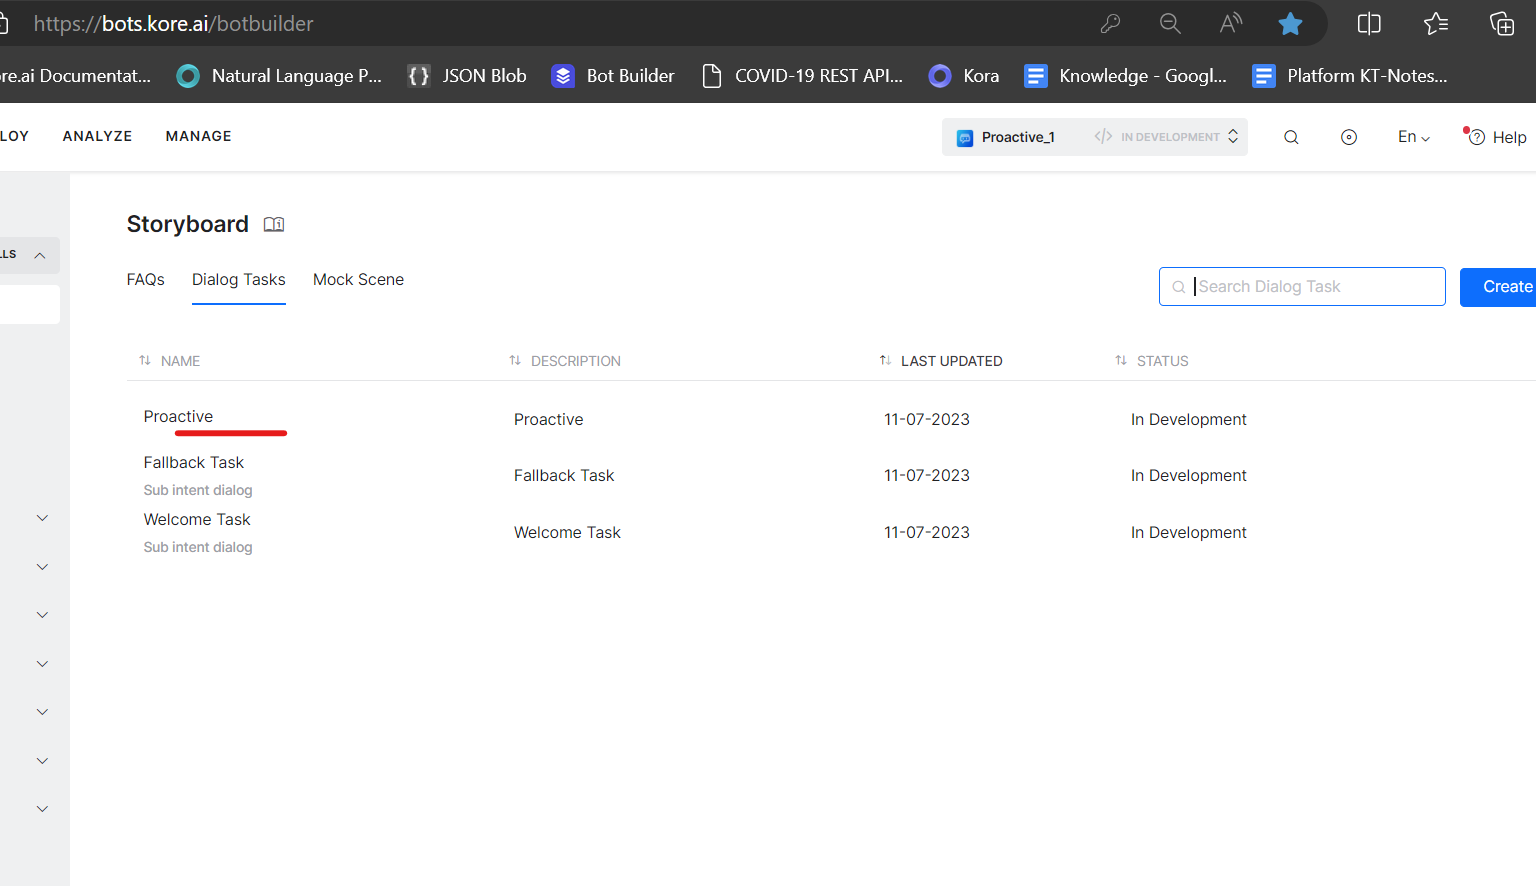 https://bots.kore.ai/botbuilder
re.ai Documentat...
Natural Language P...
{} JSON Blob
Bot Builder
COVID-19 REST API...
Kora
Knowledge - Googl...
Platform KT-Notes...
LOY
ANALYZE
MANAGE
Proactive_1
</> IN DEVELOPMENT
En
Help
LLS
Storyboard
FAQs
Dialog Tasks
Mock Scene
Search Dialog Task
Create
NAME
DESCRIPTION
LAST UPDATED
STATUS
Proactive
Proactive
11-07-2023
In Development
Fallback Task
Sub intent dialog
Fallback Task
11-07-2023
In Development
Welcome Task
Sub intent dialog
Welcome Task
11-07-2023
In Development